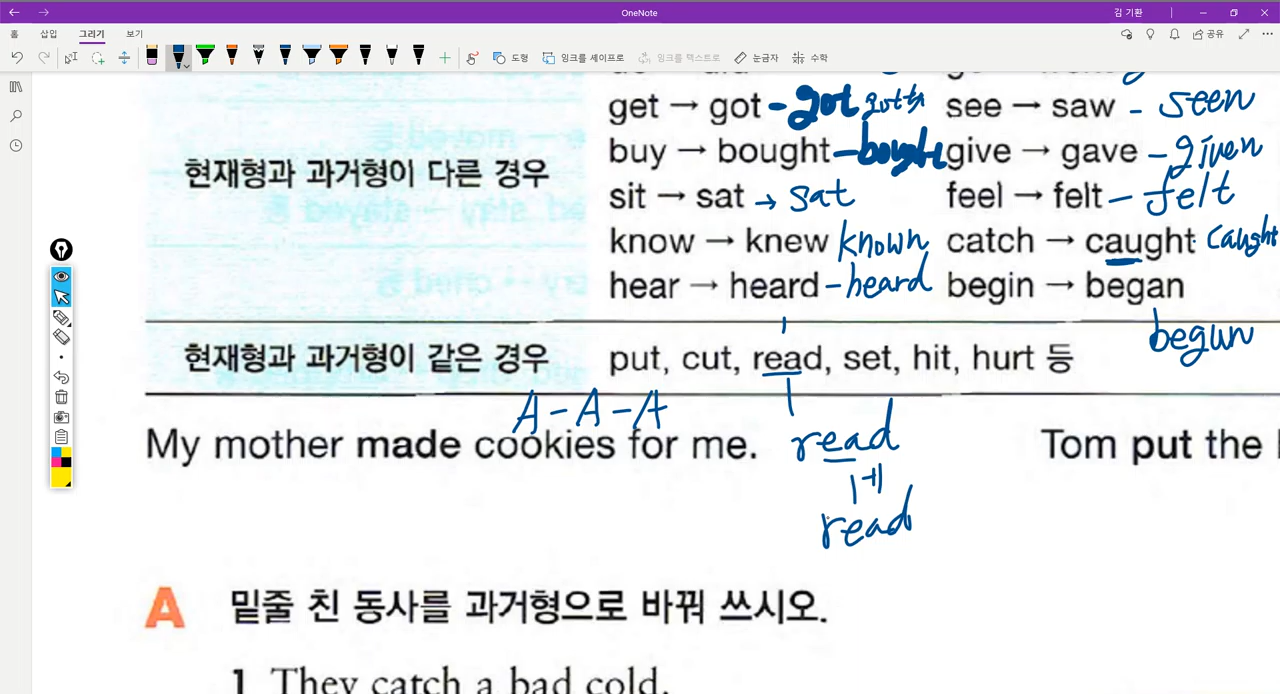 OneNote
김 기환
홈 삽입 그리기 보기
공유
도형 잉크를 셰이프로 잉크를 텍스트로 눈금자 수학
get → got - got gotth see → saw - seen
현재형과 과거형이 다른 경우 buy → bought - bought give → gave - given
sit → sat → sat feel → felt - felt
know → knew known catch → caught caught
hear → heard - heard begin → began
begun
현재형과 과거형이 같은 경우 put, cut, read, set, hit, hurt 등
A - A - A
My mother made cookies for me. read Tom put the
ㅐ
read
A 밑줄 친 동사를 과거형으로 바꿔 쓰시오.
1 They catch a bad cold.